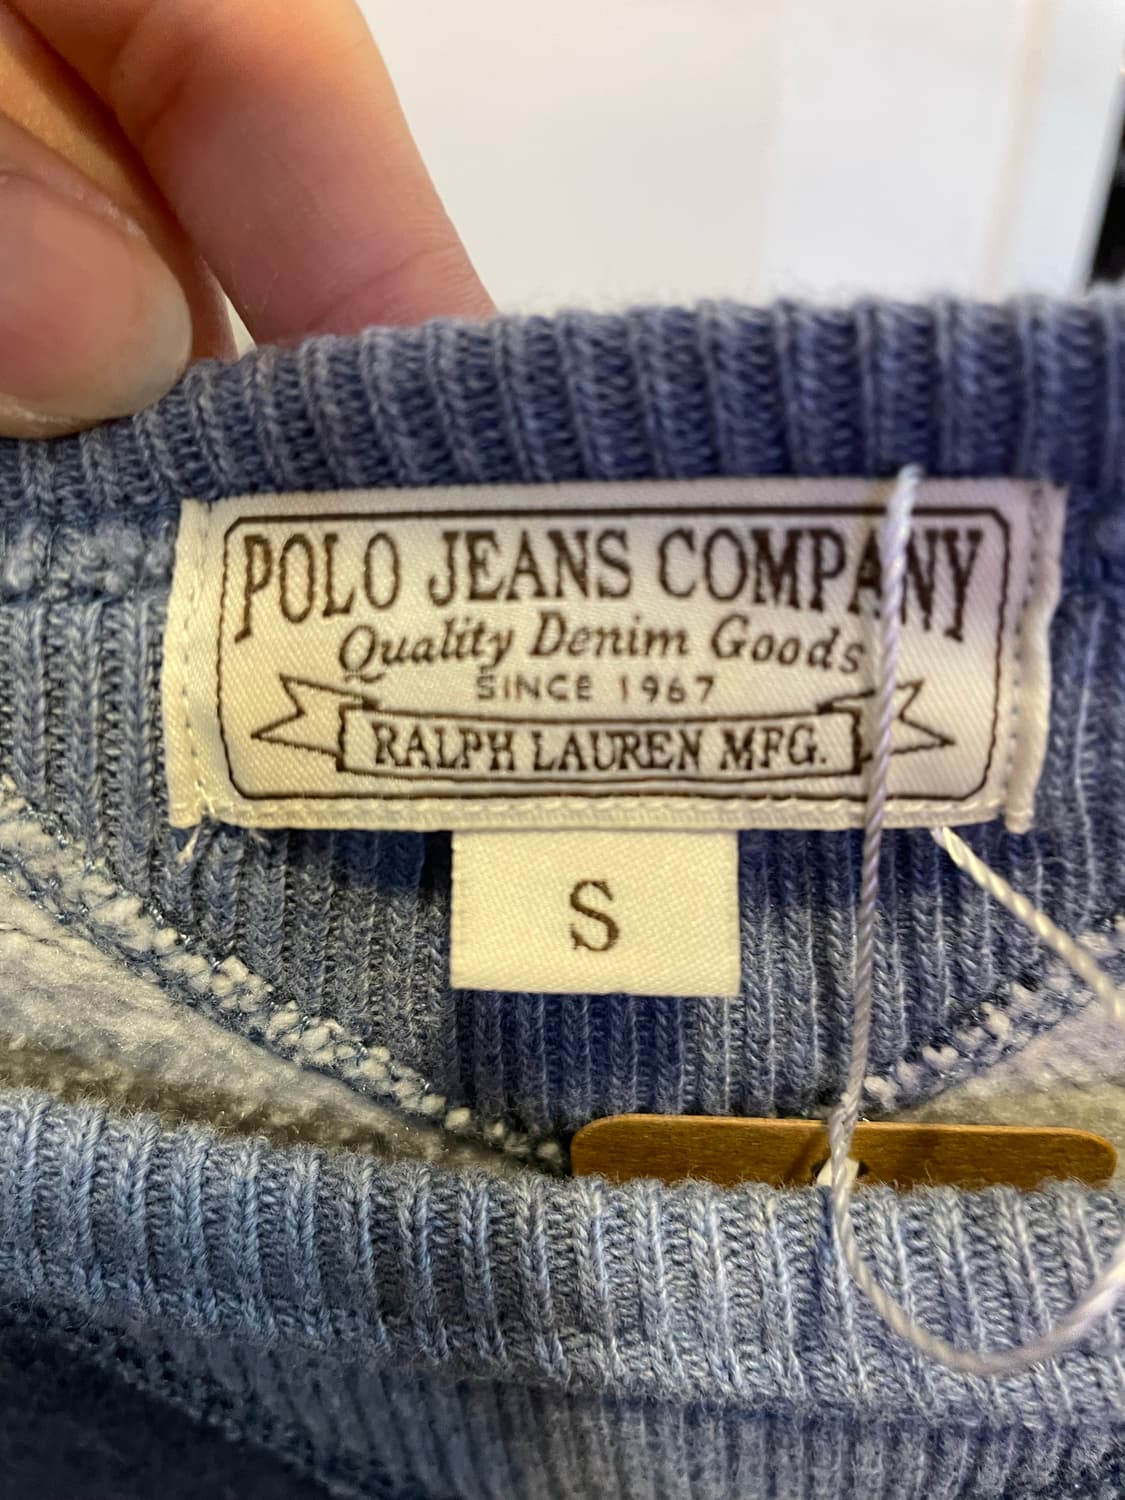 POLO JEANS COMPANY
Quality Denim Goods
SINCE 1967
RALPH LAUREN MFG.
S